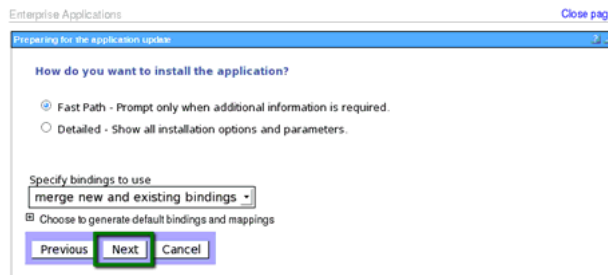 Enterprise Applications
Close pag
Preparing for the application update
How do you want to install the application?
Fast Path - Prompt only when additional information is required.
Detailed - Show all installation options and parameters.
Specify bindings to use
merge new and existing bindings
Choose to generate default bindings and mappings
Previous Next Cancel